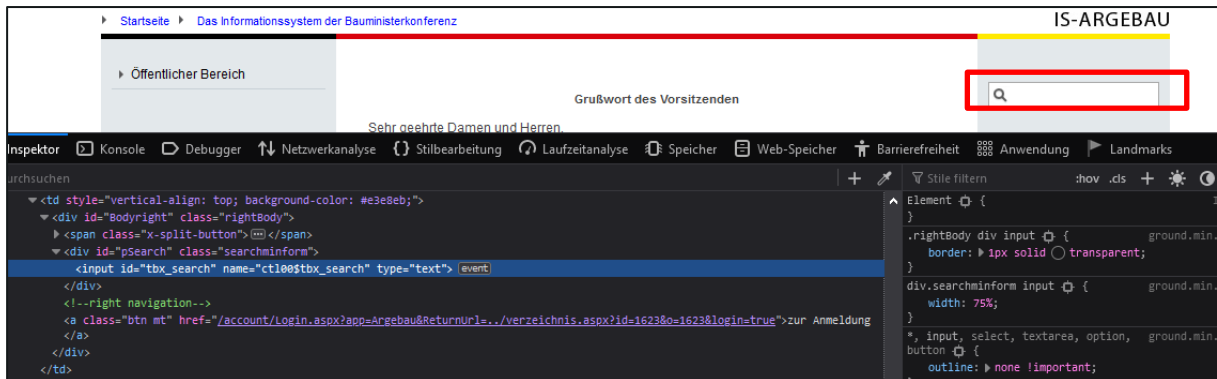 Startseite Das Informationssystem der Bauministerkonferenz
IS-ARGEBAU
Öffentlicher Bereich
Grußwort des Vorsitzenden
Sehr geehrte Damen und Herren,
Inspektor Konsole Debugger Netzwerkanalyse {} Stilbearbeitung Laufzeitanalyse Speicher Web-Speicher Barrierefreiheit Anwendung Landmarks
urchsuchen
Stile filtern :hov .cls +
<td style="vertical-align: top; background-color: #e3e8eb;">
<div id="Bodyright" class="rightBody">
<span class="x-split-button"></span>
<div id="pSearch" class="searchminform">
<input id="tbx_search" name="ctl00$tbx_search" type="text"> event
</div>
<!--right navigation-->
<a class="btn mt" href="/account/Login.aspx?app=Argebau&ReturnUrl=../verzeichnis.aspx?id=1623&o=1623&login=true">zur Anmeldung
</a>
</div>
</td>
Element {
}
.rightBody div input { ground.min.
border: 1px solid transparent;
}
div.searchminform input { ground.min.
width: 75%;
}
*, input, select, textarea, option, ground.min.
button {
outline: none !important;